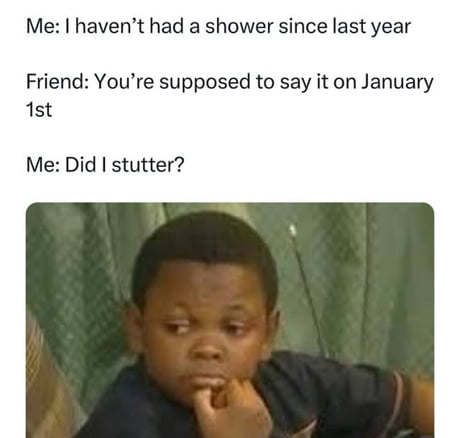 Me: I haven’t had a shower since last year
Friend: You’re supposed to say it on January
1st
Me: Did I stutter?